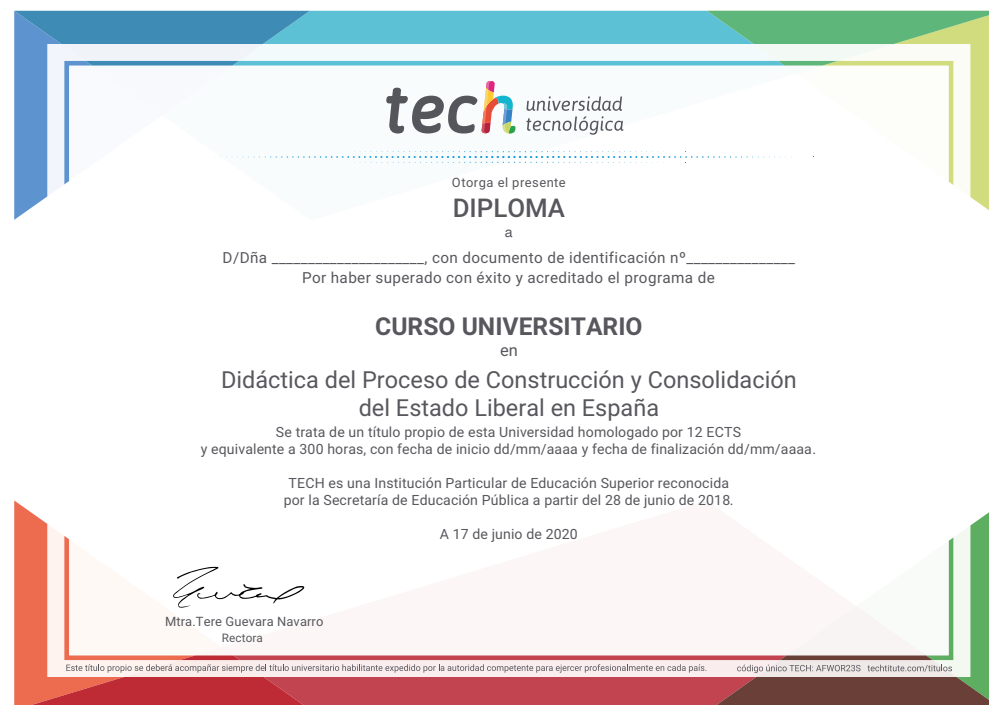 tech universidad
tecnológica
Otorga el presente
DIPLOMA
a
D/Dña _____________________, con documento de identificación nº_______________
Por haber superado con éxito y acreditado el programa de
CURSO UNIVERSITARIO
en
Didáctica del Proceso de Construcción y Consolidación
del Estado Liberal en España
Se trata de un título propio de esta Universidad homologado por 12 ECTS
y equivalente a 300 horas, con fecha de inicio dd/mm/aaaa y fecha de finalización dd/mm/aaaa.
TECH es una Institución Particular de Educación Superior reconocida
por la Secretaría de Educación Pública a partir del 28 de junio de 2018.
A 17 de junio de 2020
Mtra.Tere Guevara Navarro
Rectora
Este título propio se deberá acompañar siempre del título universitario habilitante expedido por la autoridad competente para ejercer profesionalmente en cada país. código único TECH: AFWOR23S techtitute.com/titulos